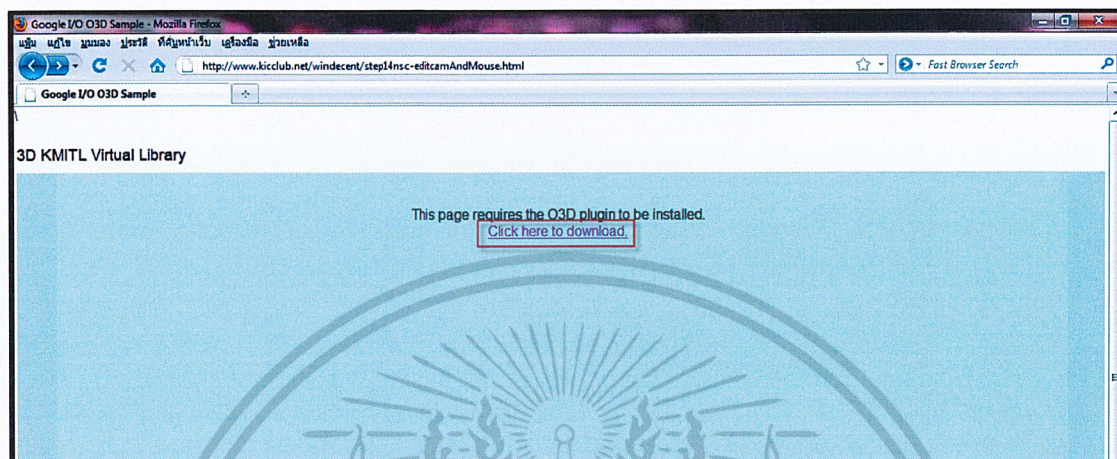 Google I/O O3D Sample - Mozilla Firefox
แฟ้ม แก้ไข มุมมอง ประวัติ ที่คั่นหน้าเว็บ เครื่องมือ ช่วยเหลือ
http://www.kicclub.net/windecent/step14nsc-editcamAndMouse.html
Fast Browser Search
Google I/O O3D Sample
\
3D KMITL Virtual Library
This page requires the O3D plugin to be installed.
Click here to download.